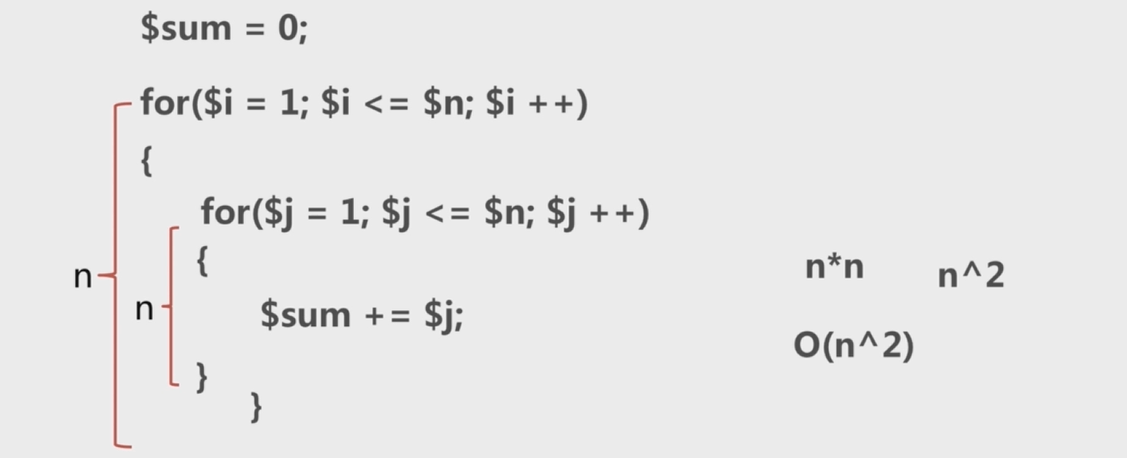 $sum = 0;
for($i = 1; $i <= $n; $i ++)
{
for($j = 1; $j <= $n; $j ++)
{
n*n
n^2
n
n
$sum += $j;
O(n^2)
}
}